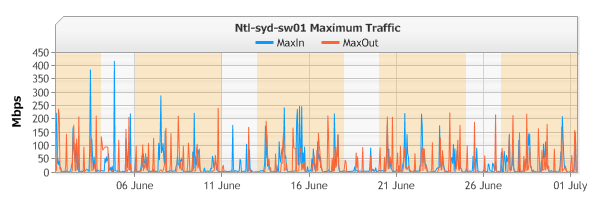 Ntl-syd-sw01 Maximum Traffic
MaxIn MaxOut
Mbps
450
400
350
300
250
200
150
100
50
0
06 June 11 June 16 June 21 June 26 June 01 July